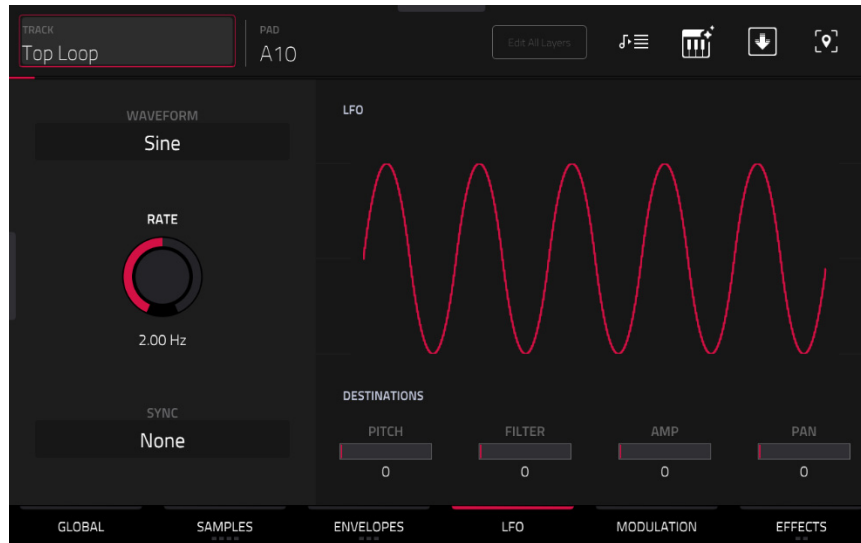 TRACK
Top Loop
PAD
A10
Edit All Layers
WAVEFORM
Sine
RATE
2.00 Hz
SYNC
None
LFO
DESTINATIONS
PITCH FILTER AMP PAN
0 0 0 0
GLOBAL SAMPLES ENVELOPES LFO MODULATION EFFECTS